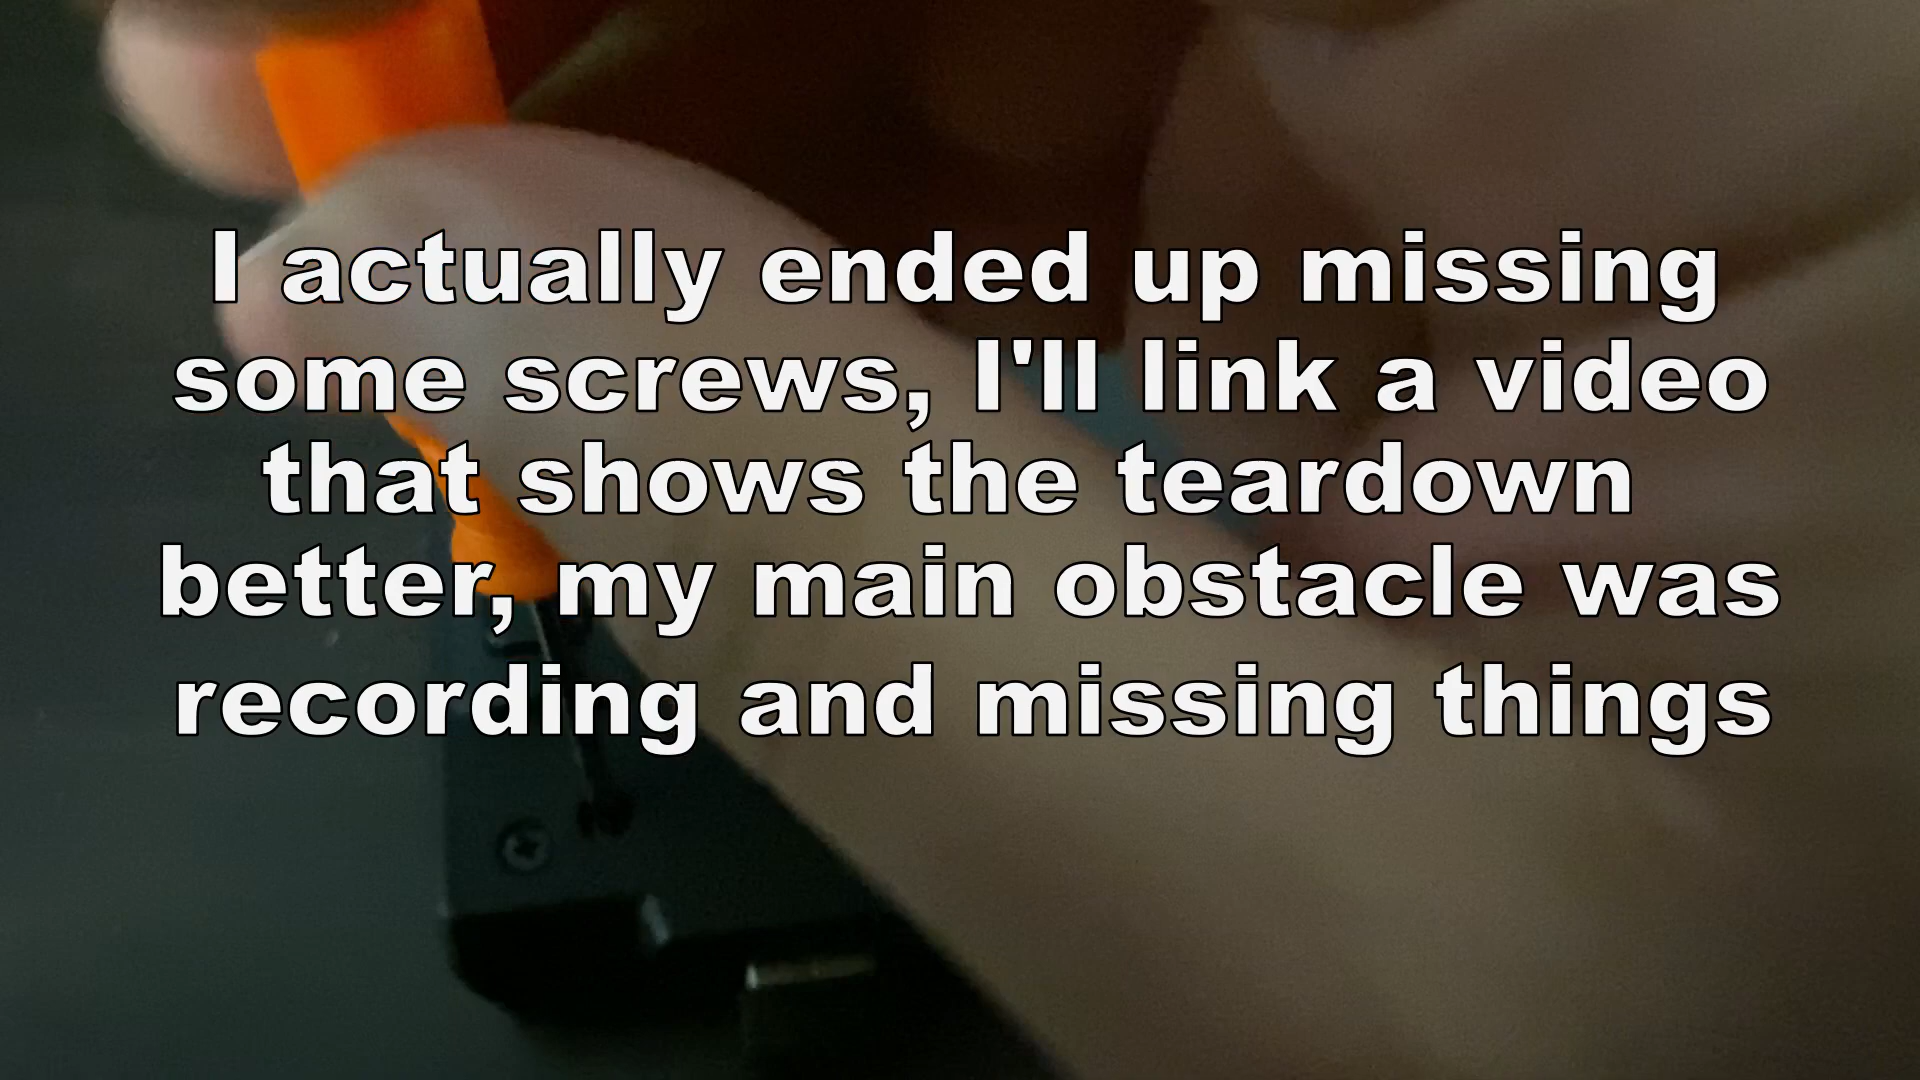 I actually ended up missing
some screws, I'll link a video
that shows the teardown
better, my main obstacle was
recording and missing things